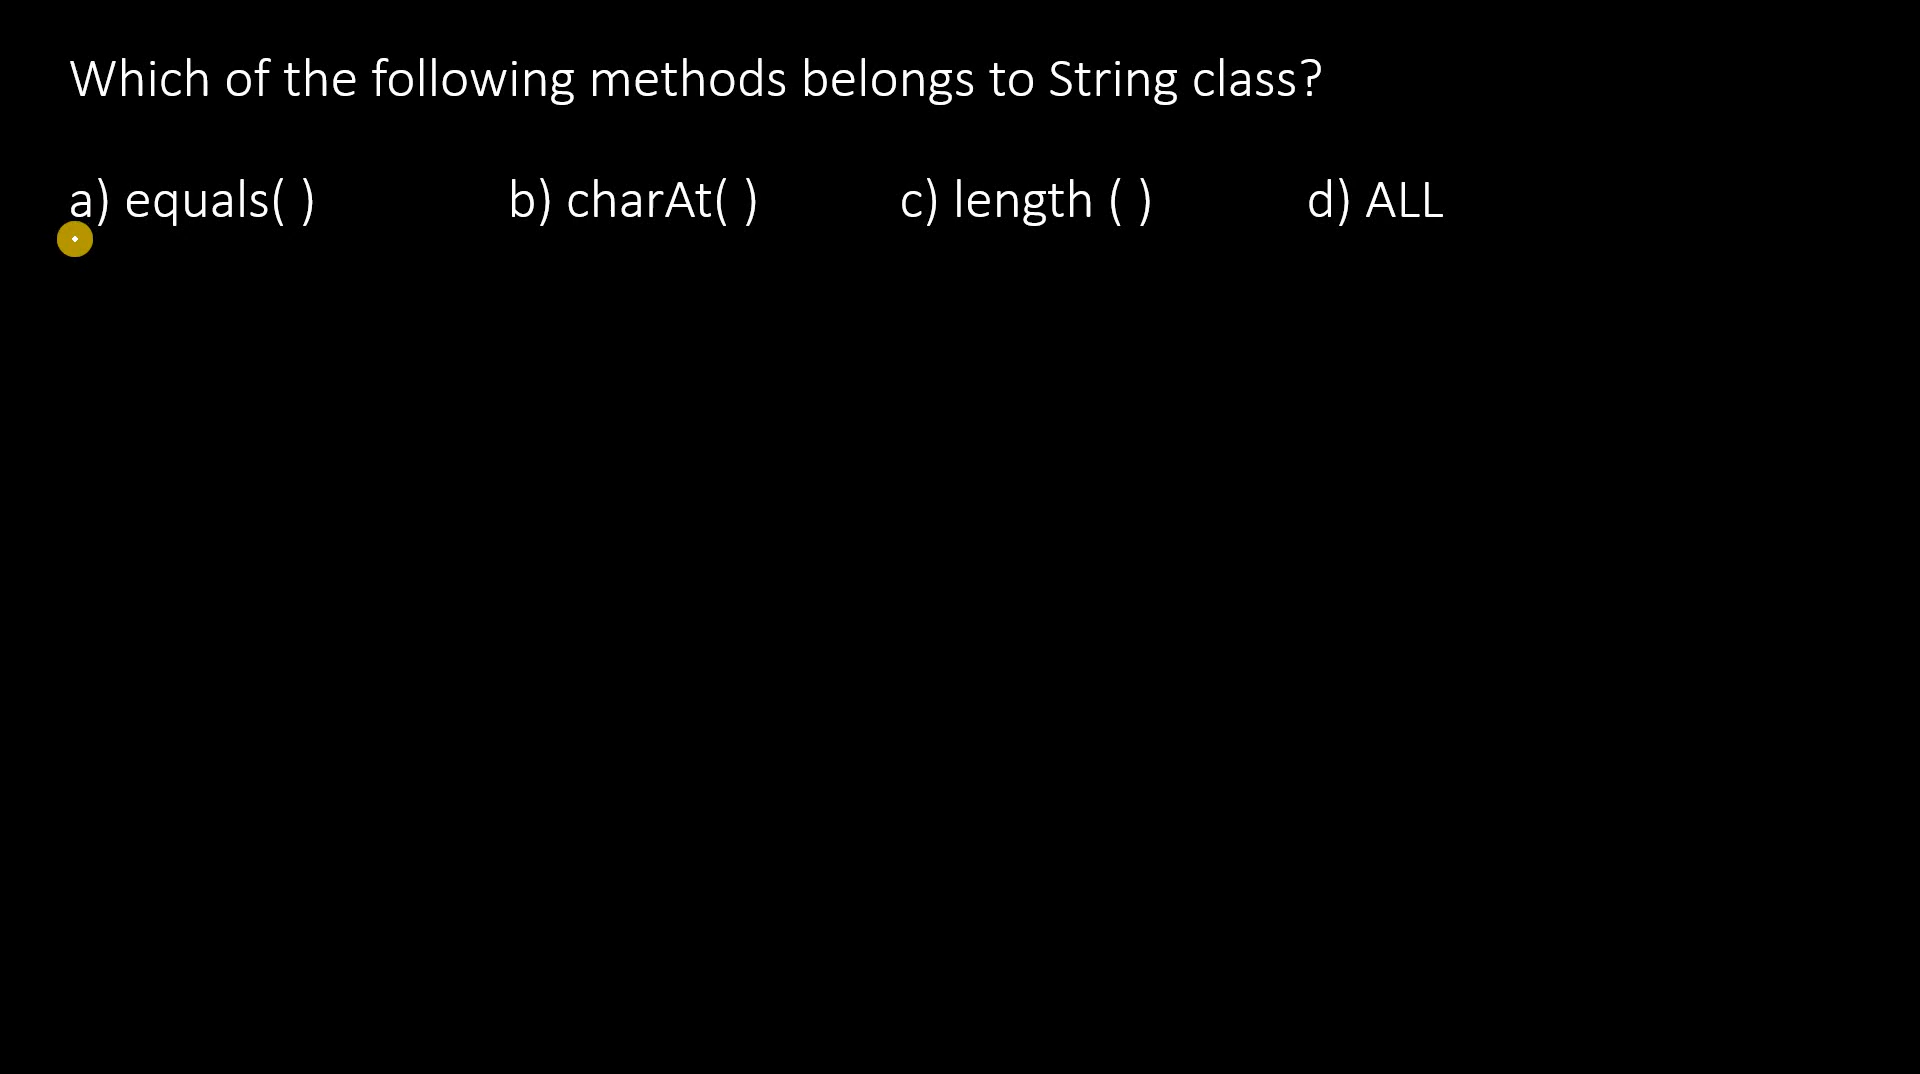 Which of the following methods belongs to String class?
a) equals( ) b) charAt( ) c) length ( ) d) ALL